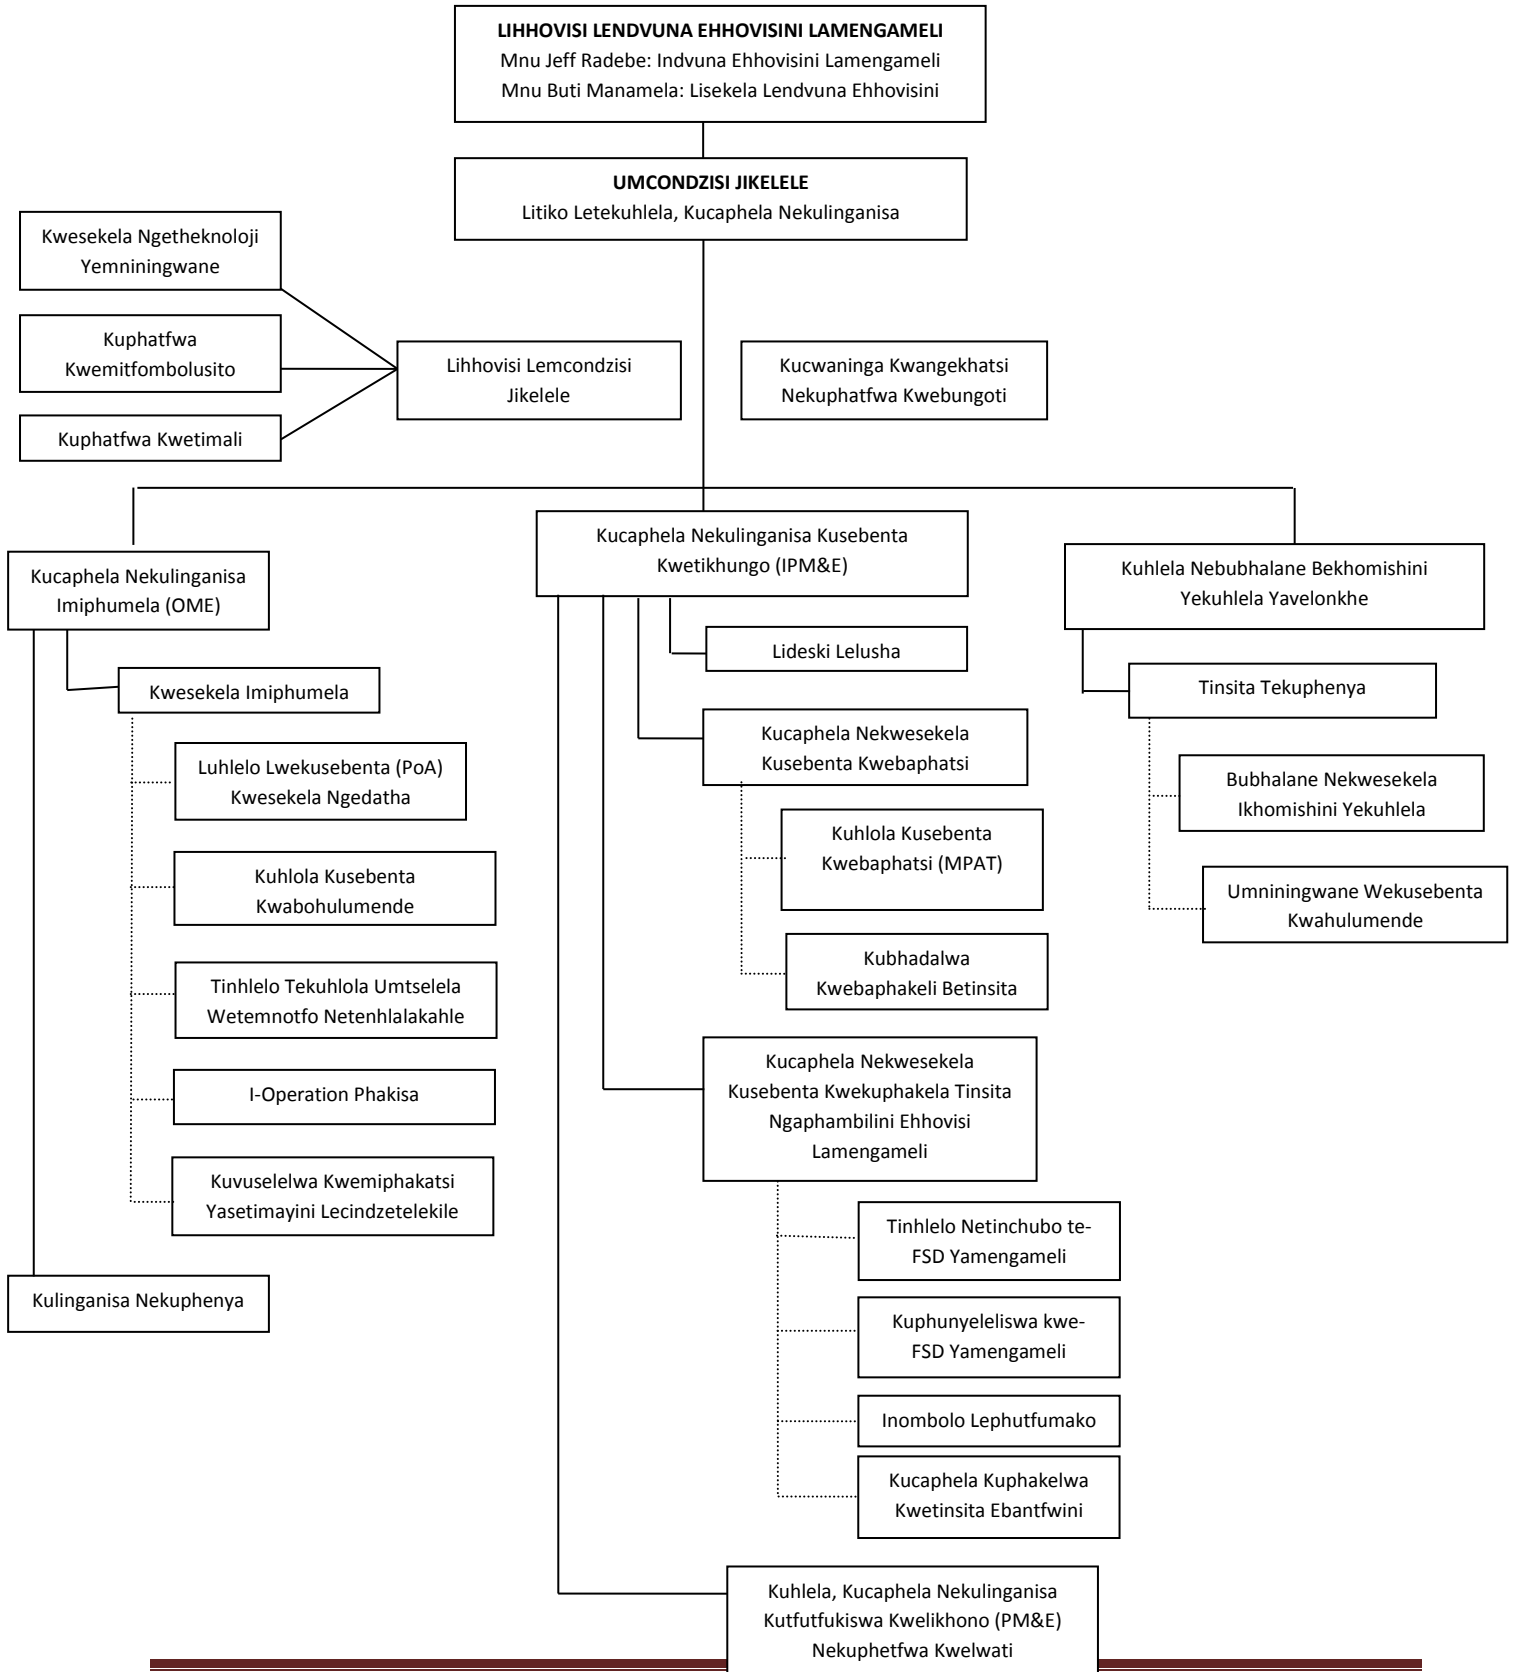 LIHHOVISI LENDVUNA EHHOVISINI LAMENGAMELI
Mnu Jeff Radebe: Indvuna Ehhovisini Lamengameli
Mnu Buti Manamela: Lisekela Lendvuna Ehhovisini
UMCONDZISI JIKELELE
Litiko Letekuhlela, Kucaphela Nekulinganisa
Kwesekela Ngetheknoloji
Yemniningwane
Kuphatfwa
Kwemitfombolusito
Kuphatfwa Kwetimali
Lihhovisi Lemcondzisi
Jikelele
Kucwaninga Kwangekhatsi
Nekuphatfwa Kwebungoti
Kucaphela Nekulinganisa
Imiphumela (OME)
Kwesekela Imiphumela
Luhlelo Lwekusebenta (PoA)
Kwesekela Ngedatha
Kuhlola Kusebenta
Kwabohulumende
Tinhlelo Tekuhlola Umtselela
Wetemnotfo Netenhlalakahle
I-Operation Phakisa
Kuvuselelwa Kwemiphakatsi
Yasetimayini Lecindzetelekile
Kulinganisa Nekuphenya
Kucaphela Nekulinganisa Kusebenta
Kwetikhungo (IPM&E)
Lideski Lelusha
Kucaphela Nekwesekela
Kusebenta Kwebaphatsi
Kuhlola Kusebenta
Kwebaphatsi (MPAT)
Kubhadalwa
Kwebaphakeli Betinsita
Kucaphela Nekwesekela
Kusebenta Kwekuphakela Tinsita
Ngaphambilini Ehhovisi
Lamengameli
Tinhlelo Netinchubo te-
FSD Yamengameli
Kuphunyeleliswa kwe-
FSD Yamengameli
Inombolo Lephutfumako
Kucaphela Kuphakelwa
Kwetinsita Ebantfwini
Kuhlela, Kucaphela Nekulinganisa
Kutfutfukiswa Kwelikhono (PM&E)
Nekuphetfwa Kwelwati
Kuhlela Nebubhalane Bekhomishini
Yekuhlela Yavelonkhe
Tinsita Tekuphenya
Bubhalane Nekwesekela
Ikhomishini Yekuhlela
Umniningwane Wekusebenta
Kwahulumende